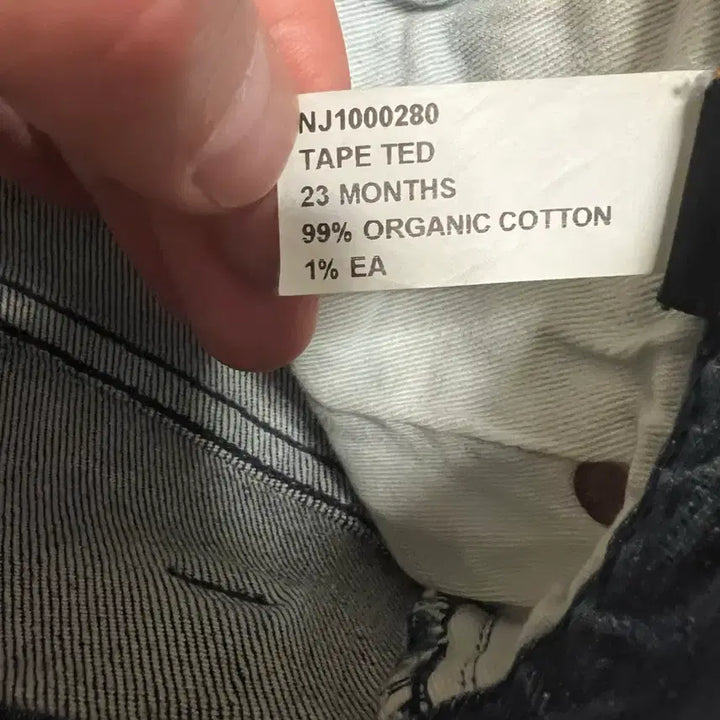 NJ1000280
TAPE TED
23 MONTHS
99% ORGANIC COTTON
1% EA